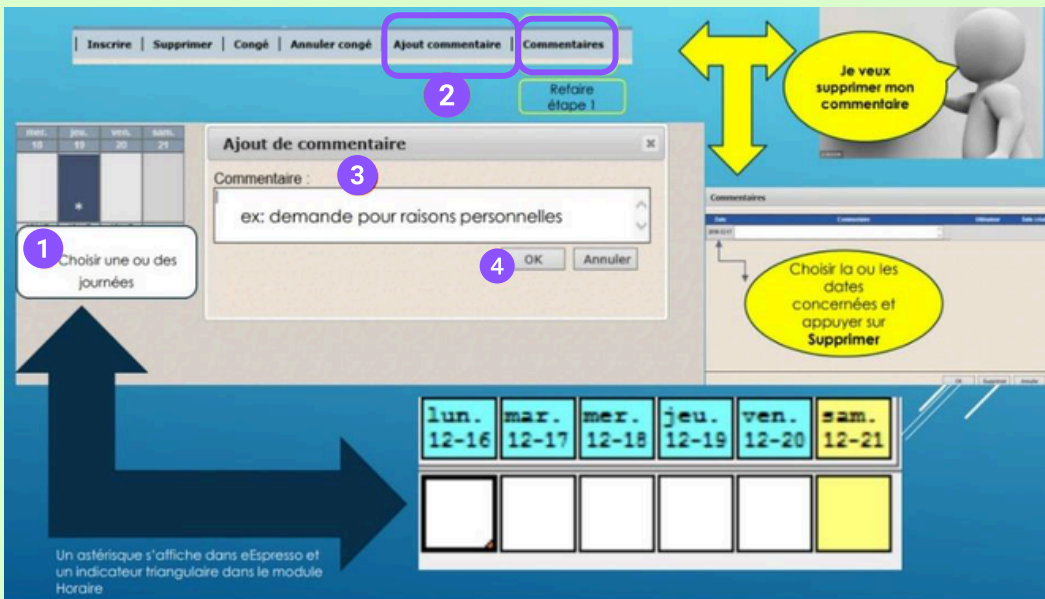 | Inscrire | Supprimer | Congé | Annuler congé | Ajout commentaire | Commentaires
2
Refaire
étape 1
Je veux
supprimer mon
commentaire
mer. jeu. ven. sam.
18 19 20 21
*
1
Choisir une ou des
journées
Ajout de commentaire
Commentaire :
3
ex: demande pour raisons personnelles
4
OK Annuler
Commentaires
Date Commentaire Utilisateur
Choisir la ou les
dates
concernées et
appuyer sur
Supprimer
OK Supprimer Annuler
lun. mar. mer. jeu. ven. sam.
12-16 12-17 12-18 12-19 12-20 12-21
Un astérisque s'affiche dans eEspresso et
un indicateur triangulaire dans le module
Horaire